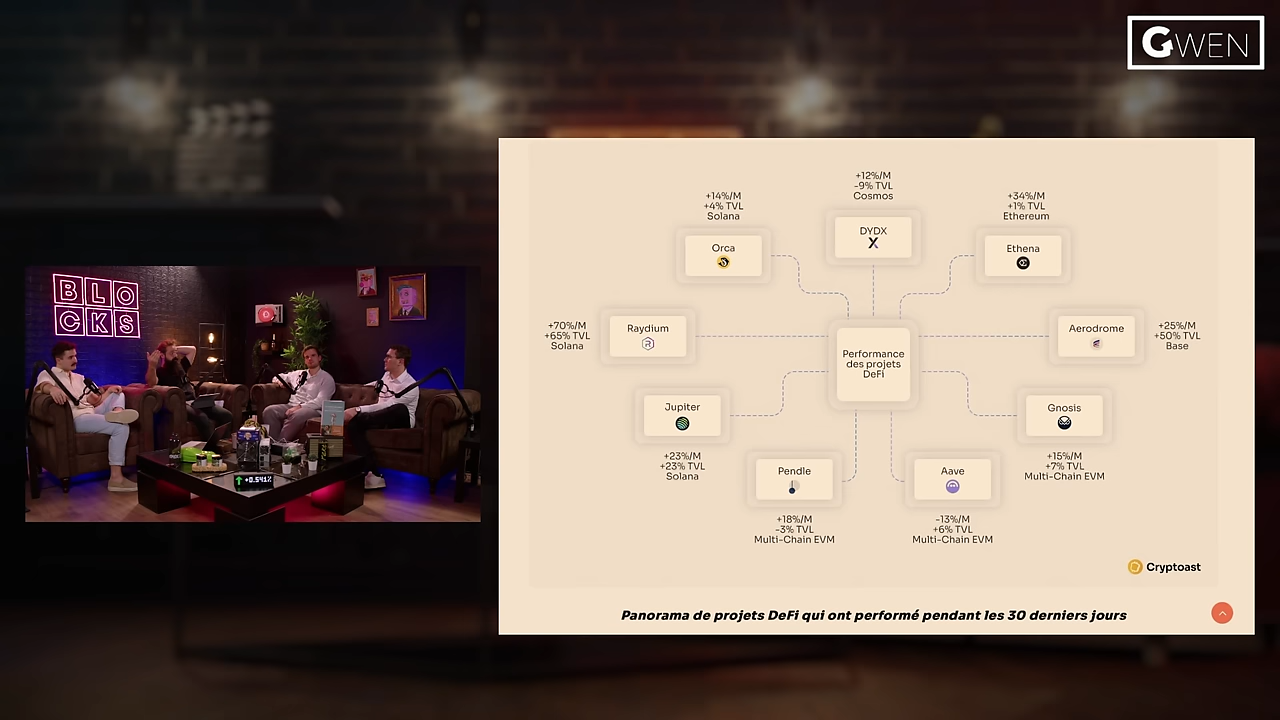 GWEN
BLO
CKS
+0.541%
+12%/M
-9% TVL
Cosmos
DYDX
+14%/M
+4% TVL
Solana
Orca
+34%/M
+1% TVL
Ethereum
Ethena
+70%/M
+65% TVL
Solana
Raydium
Performance
des projets
DeFi
Aerodrome
+25%/M
+50% TVL
Base
Jupiter
+23%/M
+23% TVL
Solana
Gnosis
+15%/M
+7% TVL
Multi-Chain EVM
Pendle
+18%/M
-3% TVL
Multi-Chain EVM
Aave
-13%/M
+6% TVL
Multi-Chain EVM
Cryptoast
Panorama de projets DeFi qui ont performé pendant les 30 derniers jours